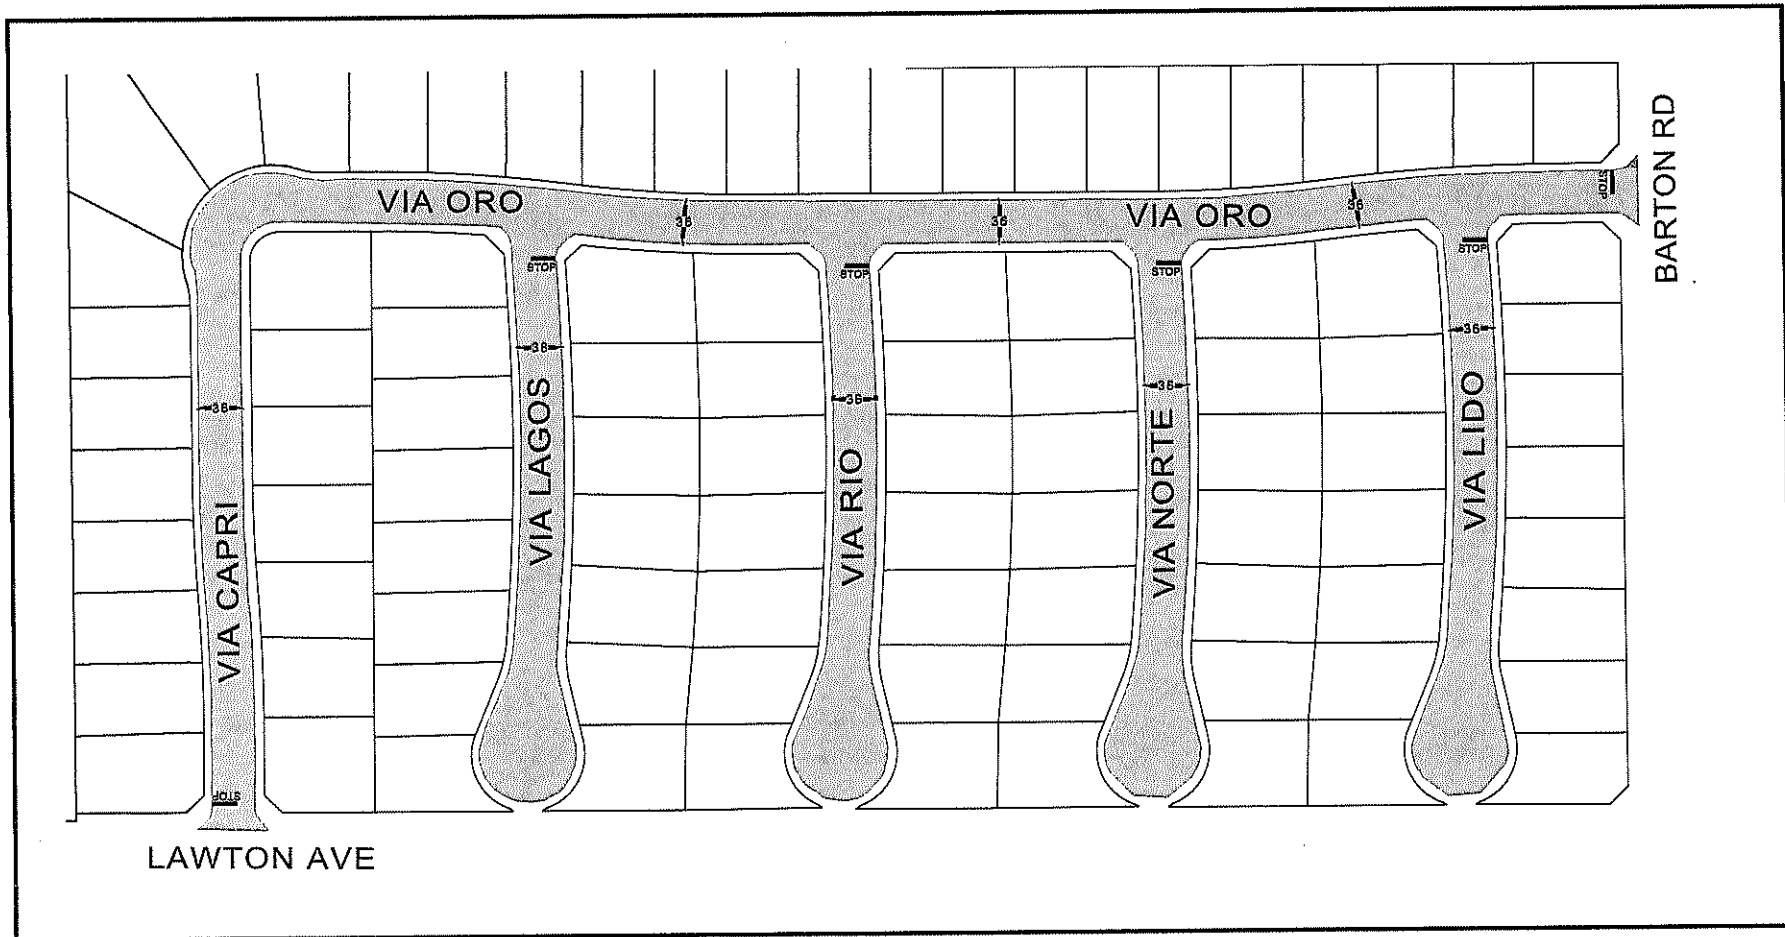 BARTON RD
STOP
VIA ORO
VIA ORO
36
36
36
STOP
STOP
STOP
STOP
36
36
36
36
36
VIA CAPRI
VIA LAGOS
VIA RIO
VIA NORTE
VIA LIDO
STOP
LAWTON AVE